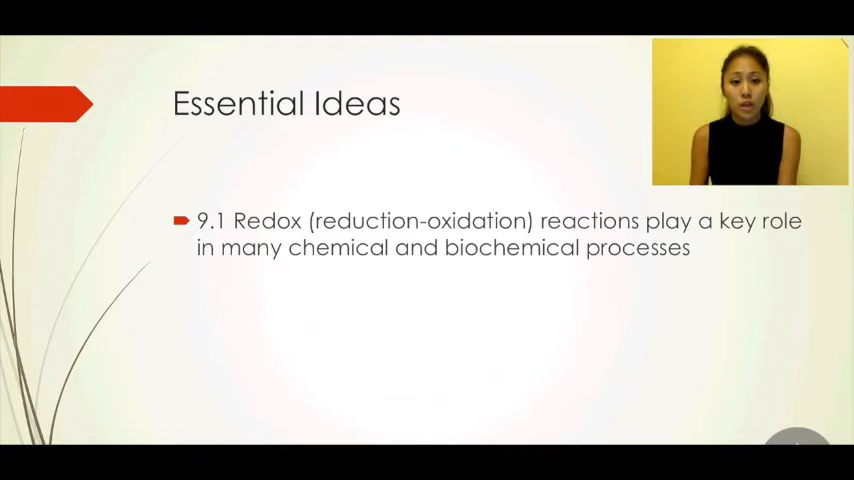 Essential Ideas
9.1 Redox (reduction-oxidation) reactions play a key role
in many chemical and biochemical processes